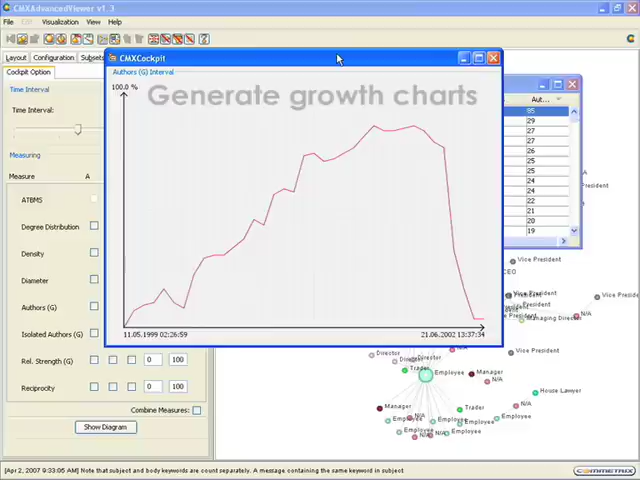 CMXAdvancedViewer v1.3
File Edit Visualization View Help
Layout Configuration Subsets
Cockpit Option
Time Interval
Time Interval:
Measuring
Measure A
ATBMS
Degree Distribution
Density
Diameter
Authors (G)
Isolated Authors (G)
Rel. Strength (G) 0 100
Reciprocity 0 100
Combine Measures:
Show Diagram
CMXCockpit
Authors (G) Interval
100.0 %
Generate growth charts
11.05.1999 02:26:59 21.06.2002 13:37:34
Aut...
85
29
27
27
26
25
25
24
24
22
21
20
19
President
Vice President
CEO
Vice President
President
Vice President
N/A
Managing Director
Vice President
Director
Director
Director
Trader
Employee
Manager
N/A
House Lawyer
Manager
Trader
N/A
Employee
Employee
Employee
Employee
Employee
N/A
N/A
[Apr 2, 2007 9:33:05 AM] Note that subject and body keywords are count separately. A message containing the same keyword in subject
COMMETRIX